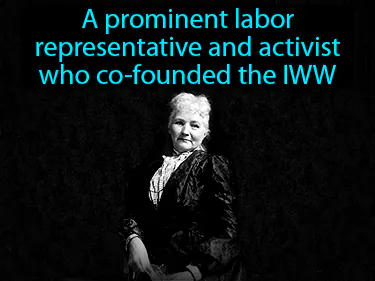 A prominent labor
representative and activist
who co-founded the IWW